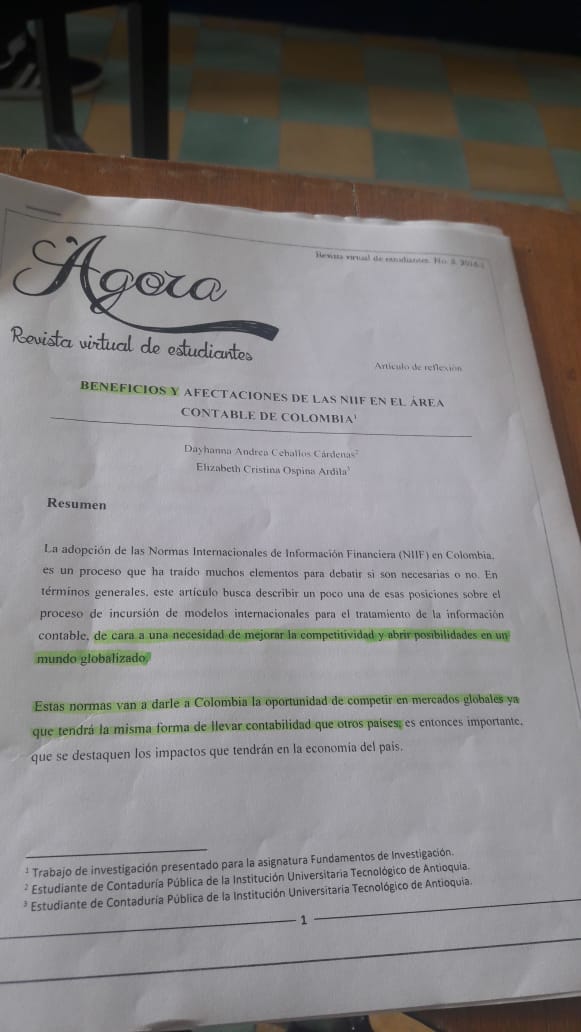 Ágora
Revista virtual de estudiantes
Revista virtual de estudiantes. No. 3. 2016-1
Artículo de reflexión
BENEFICIOS Y AFECTACIONES DE LAS NIIF EN EL ÁREA
CONTABLE DE COLOMBIA¹
Dayhanna Andrea Ceballos Cárdenas²
Elizabeth Cristina Ospina Ardila³
Resumen
La adopción de las Normas Internacionales de Información Financiera (NIIF) en Colombia,
es un proceso que ha traído muchos elementos para debatir si son necesarias o no. En
términos generales, este artículo busca describir un poco una de esas posiciones sobre el
proceso de incursión de modelos internacionales para el tratamiento de la información
contable, de cara a una necesidad de mejorar la competitividad y abrir posibilidades en un
mundo globalizado.
Estas normas van a darle a Colombia la oportunidad de competir en mercados globales ya
que tendrá la misma forma de llevar contabilidad que otros países; es entonces importante,
que se destaquen los impactos que tendrán en la economía del país.
¹ Trabajo de investigación presentado para la asignatura Fundamentos de Investigación.
² Estudiante de Contaduría Pública de la Institución Universitaria Tecnológico de Antioquia.
³ Estudiante de Contaduría Pública de la Institución Universitaria Tecnológico de Antioquia.
1